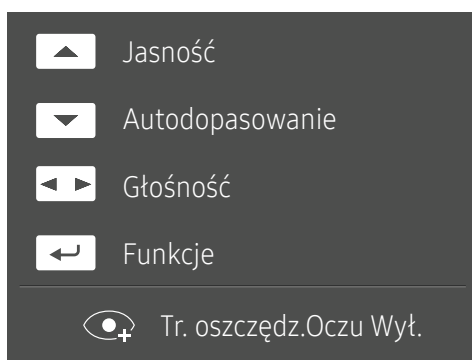 Jasność
Autodopasowanie
Głośność
Funkcje
Tr. oszczędz.Oczu Wył.